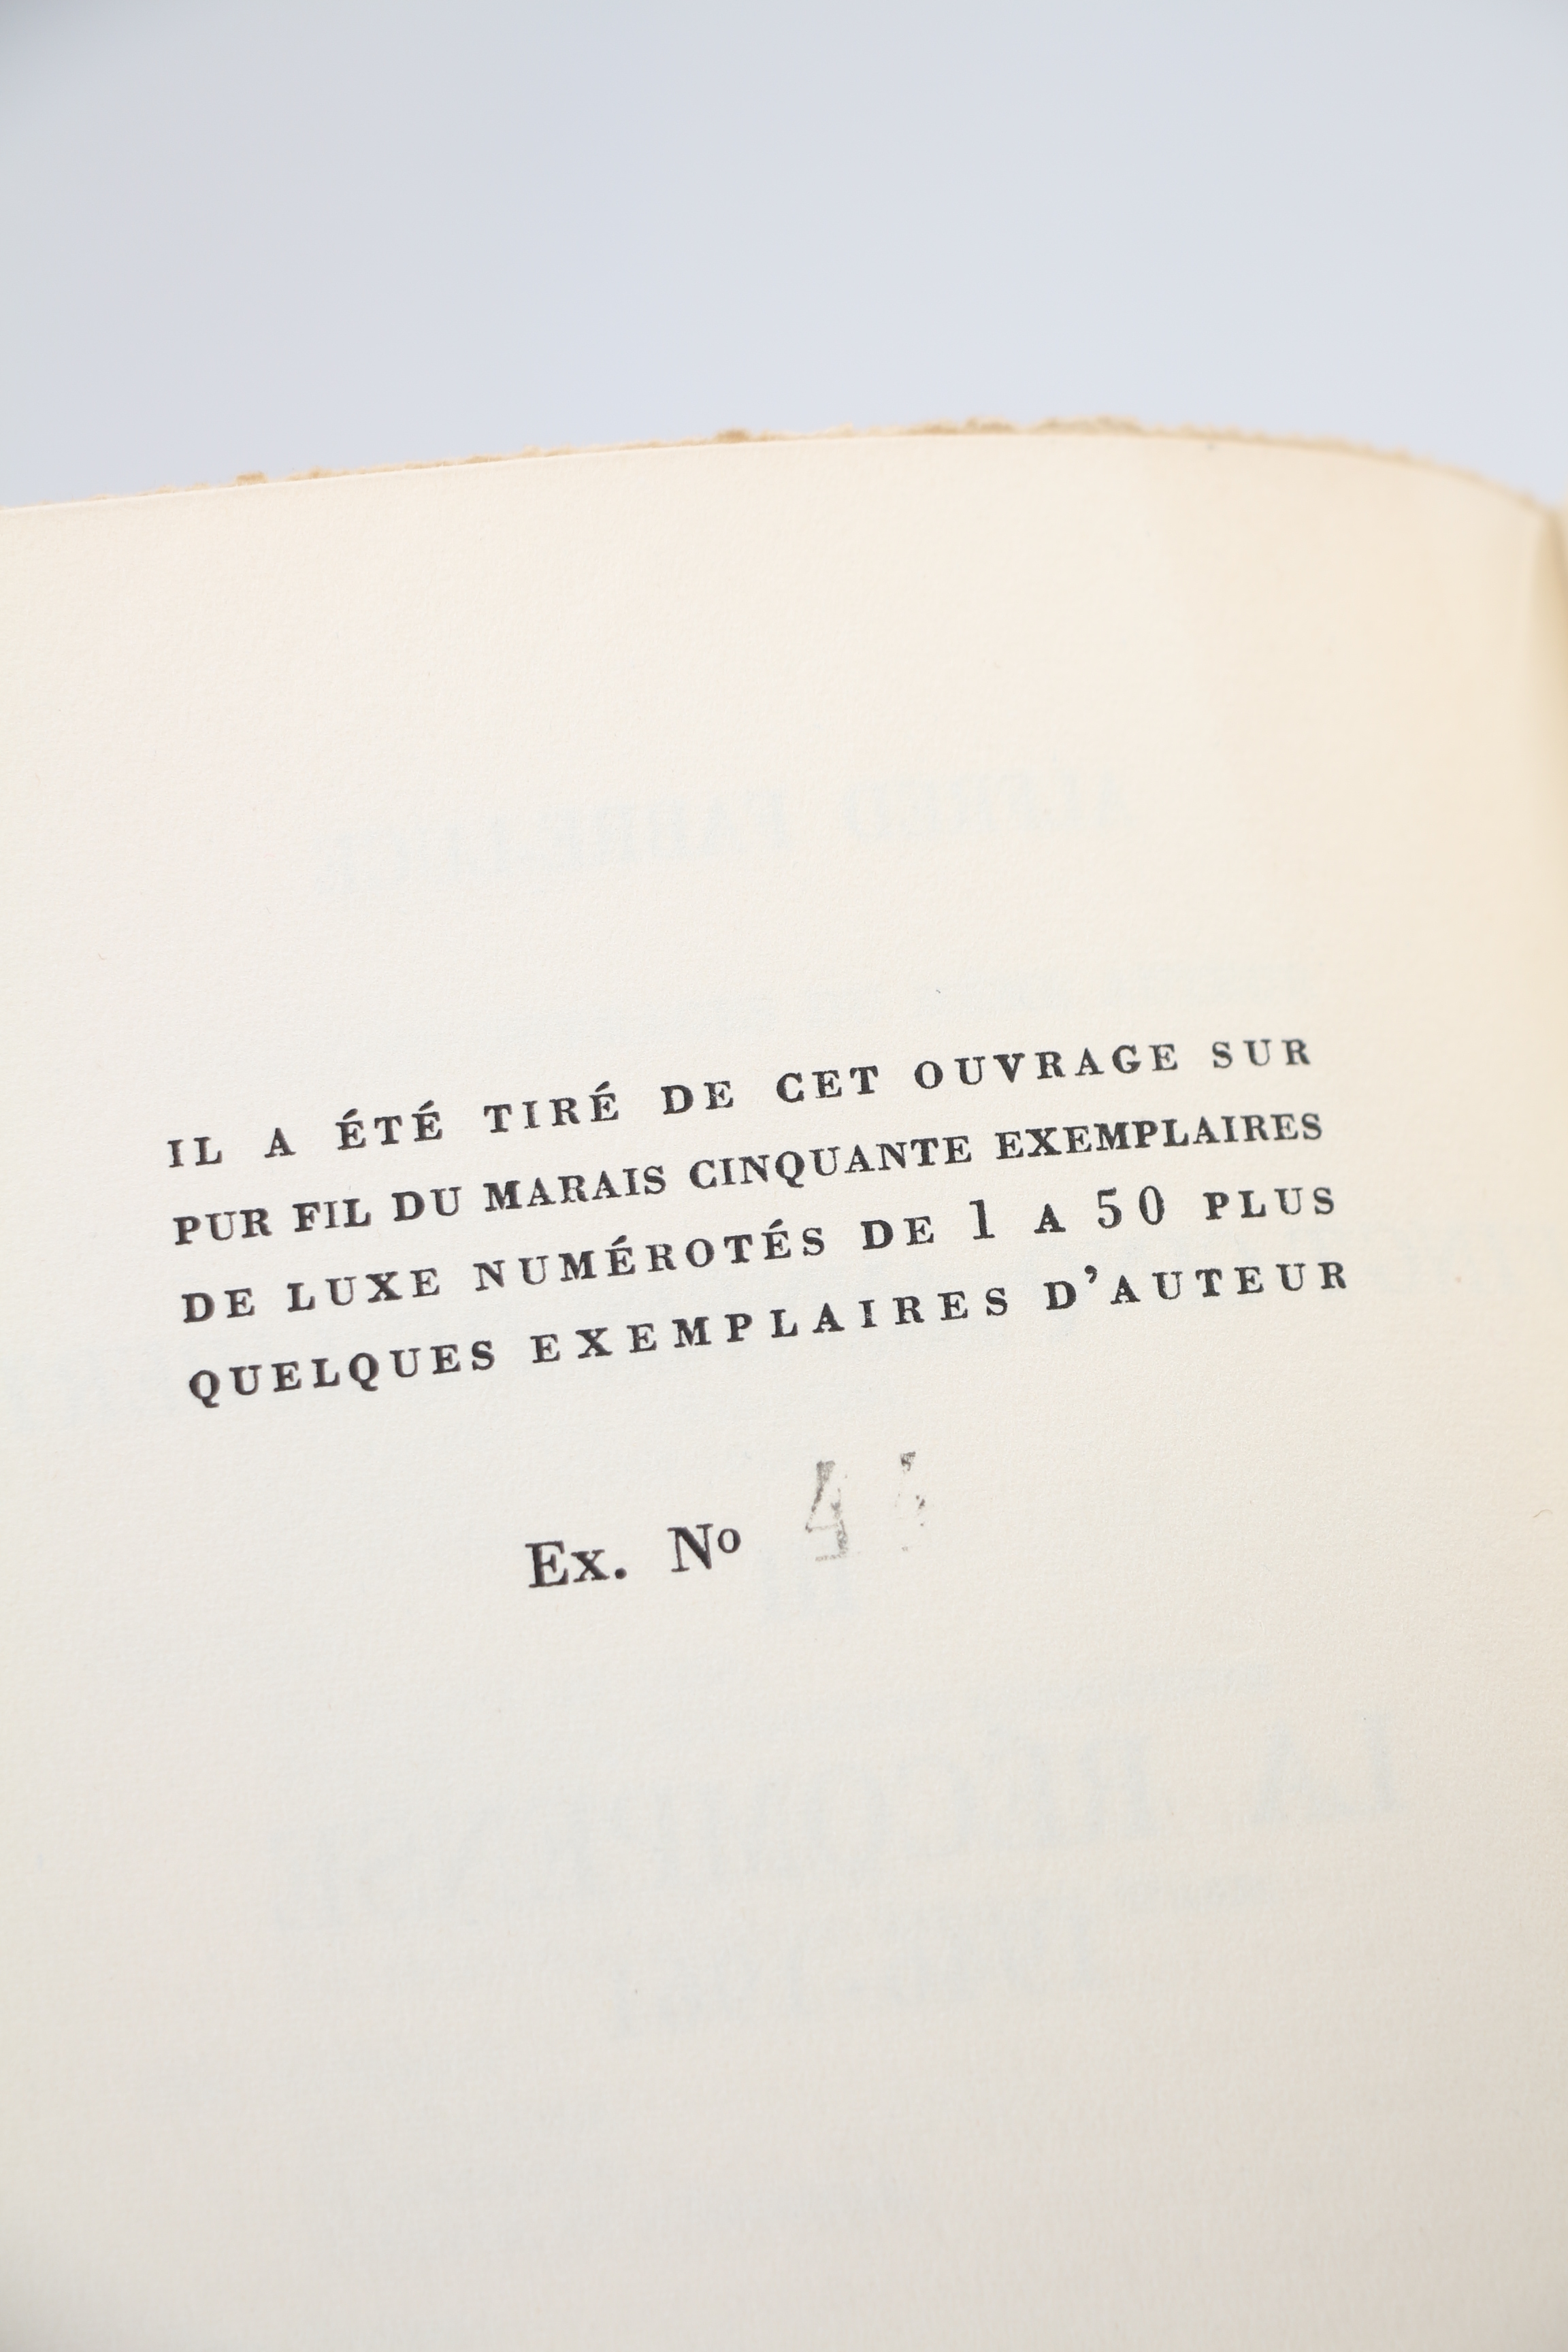 IL A ÉTÉ TIRÉ DE CET OUVRAGE SUR
PUR FIL DU MARAIS CINQUANTE EXEMPLAIRES
DE LUXE NUMÉROTÉS DE 1 A 50 PLUS
QUELQUES EXEMPLAIRES D'AUTEUR
Ex. Nº